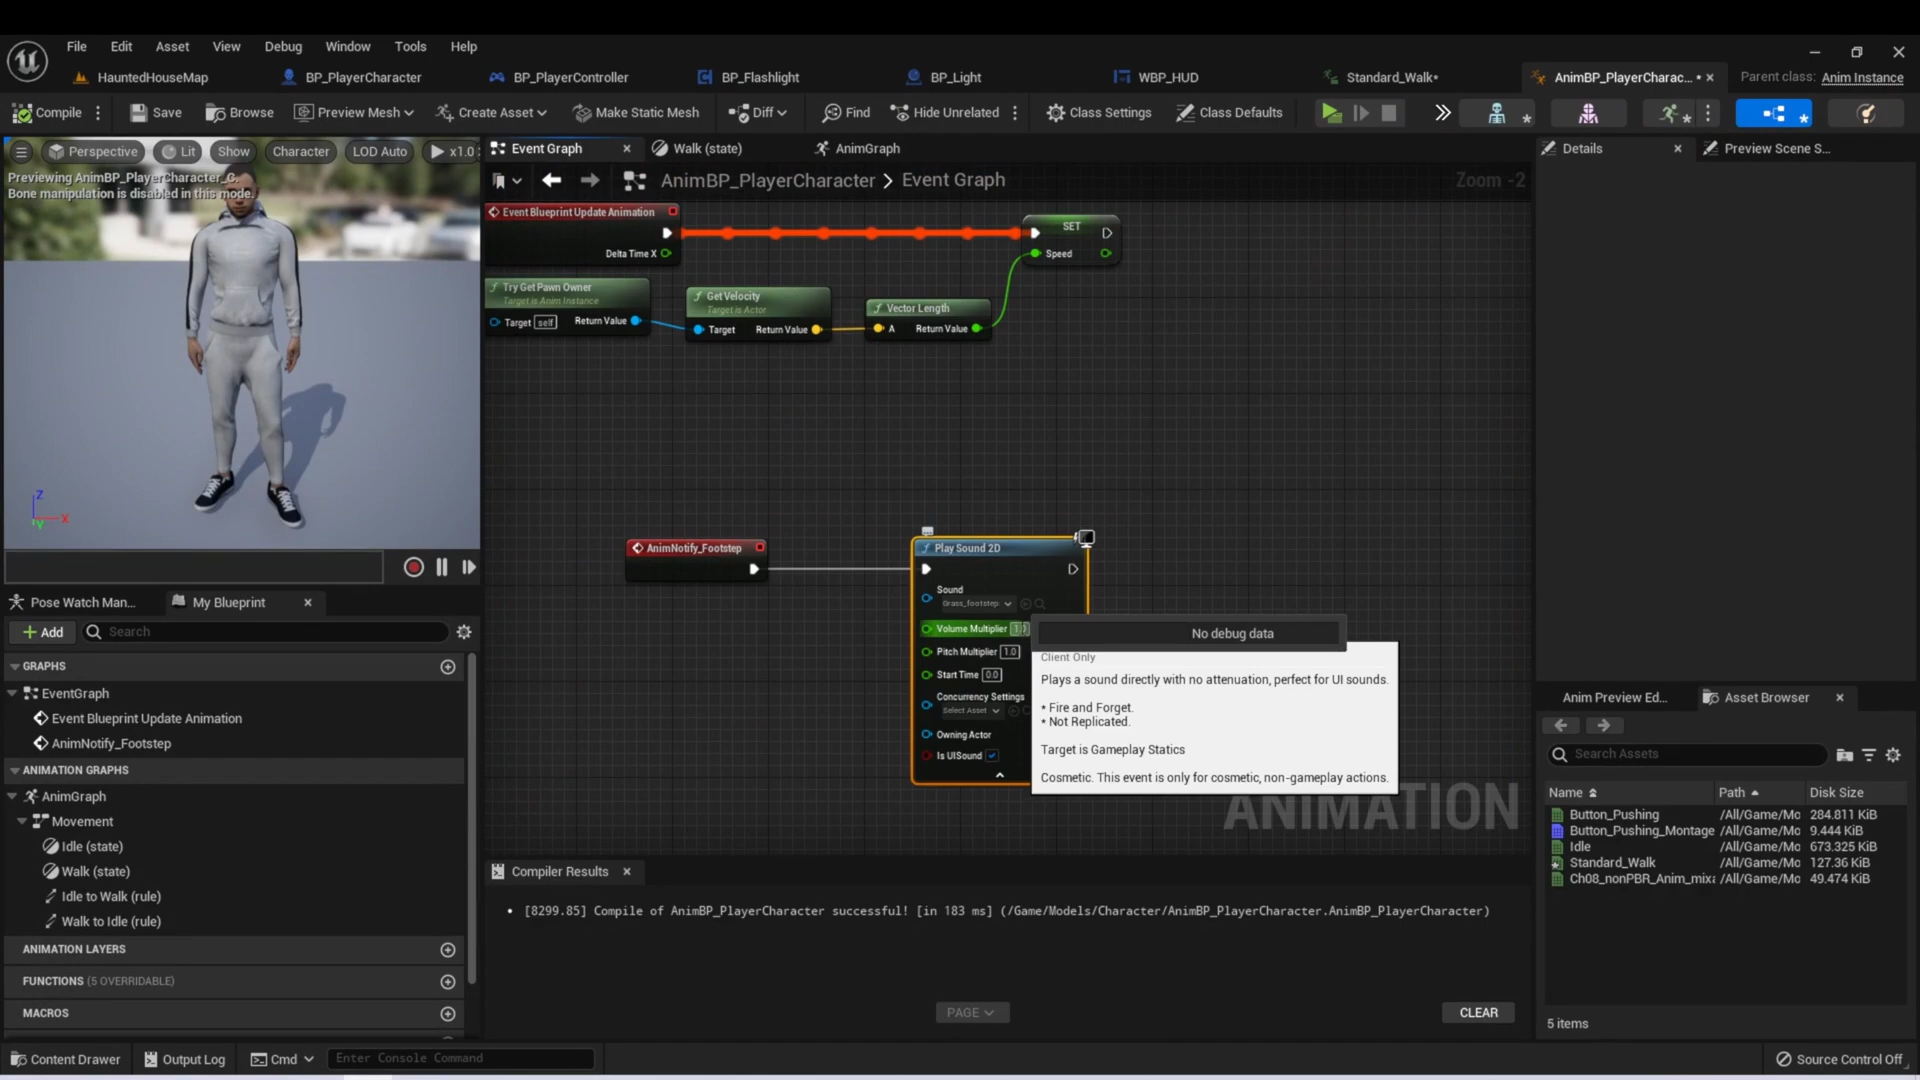 File Edit Asset View Debug Window Tools Help
HauntedHouseMap BP_PlayerCharacter BP_PlayerController BP_Flashlight BP_Light WBP_HUD Standard_Walk* AnimBP_PlayerCharac... * Parent class: Anim Instance
Compile Save Browse Preview Mesh Create Asset Make Static Mesh Diff Find Hide Unrelated Class Settings Class Defaults
Perspective Lit Show Character LOD Auto x1.0
Previewing AnimBP_PlayerCharacter_C.
Bone manipulation is disabled in this mode.
Z
X
Y
Event Graph Walk (state) AnimGraph
AnimBP_PlayerCharacter > Event Graph Zoom -2
Event Blueprint Update Animation
Delta Time X
SET
Speed
Try Get Pawn Owner
Target is Anim Instance
Target self Return Value
Get Velocity
Target is Actor
Target Return Value
Vector Length
A Return Value
AnimNotify_Footstep
Play Sound 2D
Sound
Grass_footstep
Volume Multiplier
Pitch Multiplier 1.0
Start Time 0.0
Concurrency Settings
Select Asset
Owning Actor
Is UISound
No debug data
Client Only
Plays a sound directly with no attenuation, perfect for UI sounds.
* Fire and Forget.
* Not Replicated.
Target is Gameplay Statics
Cosmetic. This event is only for cosmetic, non-gameplay actions.
ANIMATION
Pose Watch Man... My Blueprint
Add Search
GRAPHS
EventGraph
Event Blueprint Update Animation
AnimNotify_Footstep
ANIMATION GRAPHS
AnimGraph
Movement
Idle (state)
Walk (state)
Idle to Walk (rule)
Walk to Idle (rule)
ANIMATION LAYERS
FUNCTIONS (5 OVERRIDABLE)
MACROS
Compiler Results
[8299.85] Compile of AnimBP_PlayerCharacter successful! [in 183 ms] (/Game/Models/Character/AnimBP_PlayerCharacter.AnimBP_PlayerCharacter)
PAGE CLEAR
Details Preview Scene S...
Anim Preview Ed... Asset Browser
Search Assets
Name Path Disk Size
Button_Pushing /All/Game/Mo 284.811 KiB
Button_Pushing_Montage /All/Game/Mo 9.444 KiB
Idle /All/Game/Mo 673.325 KiB
Standard_Walk /All/Game/Mo 127.36 KiB
Ch08_nonPBR_Anim_mixa /All/Game/Mo 49.474 KiB
5 items
Content Drawer Output Log Cmd Enter Console Command Source Control Off